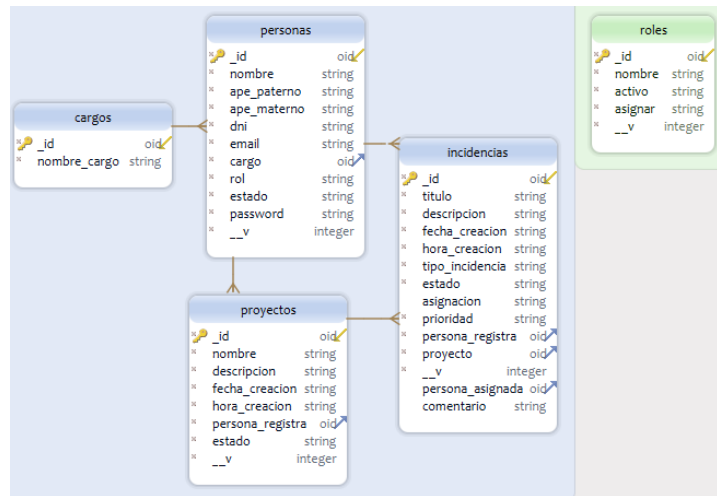 personas
_id oid
nombre string
ape_paterno string
ape_materno string
dni string
email string
cargo oid
rol string
estado string
password string
__v integer
roles
_id oid
nombre string
activo string
asignar string
__v integer
cargos
_id oid
nombre_cargo string
incidencias
_id oid
titulo string
descripcion string
fecha_creacion string
hora_creacion string
tipo_incidencia string
estado string
asignacion string
prioridad string
persona_registra oid
proyecto oid
__v integer
persona_asignada oid
comentario string
proyectos
_id oid
nombre string
descripcion string
fecha_creacion string
hora_creacion string
persona_registra oid
estado string
__v integer